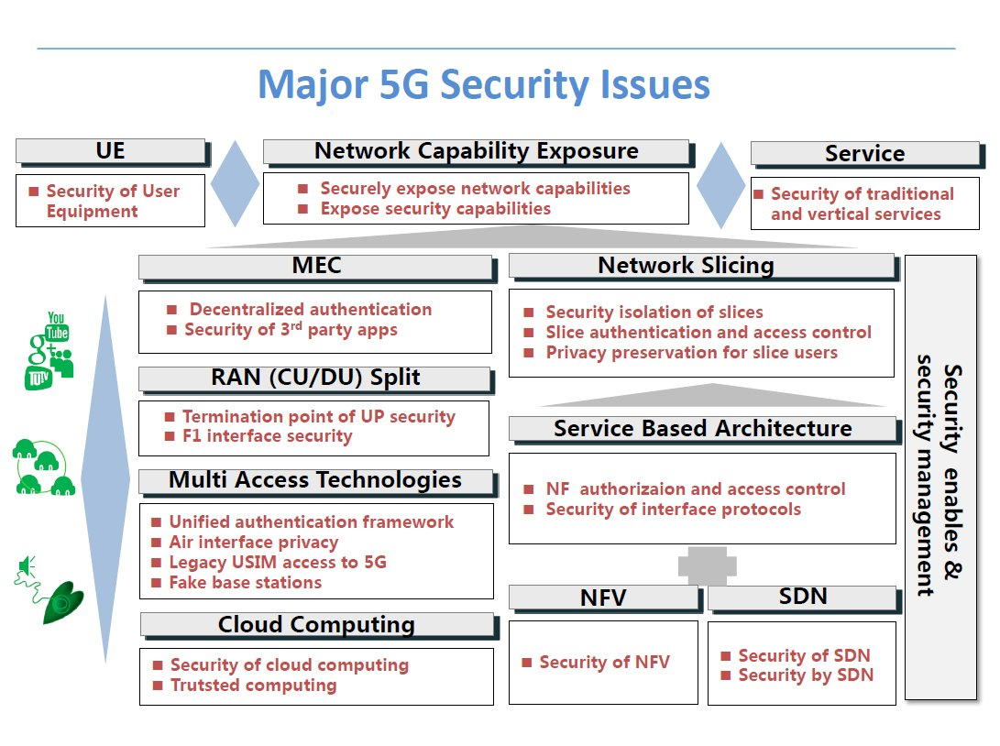 Major 5G Security Issues
UE
Security of User
Equipment
Network Capability Exposure
Securely expose network capabilities
Expose security capabilities
Service
Security of traditional
and vertical services
MEC
Decentralized authentication
Security of 3rd party apps
RAN (CU/DU) Split
Termination point of UP security
F1 interface security
Multi Access Technologies
Unified authentication framework
Air interface privacy
Legacy USIM access to 5G
Fake base stations
Cloud Computing
Security of cloud computing
Trutsted computing
Network Slicing
Security isolation of slices
Slice authentication and access control
Privacy preservation for slice users
Service Based Architecture
NF authorizaion and access control
Security of interface protocols
NFV
Security of NFV
SDN
Security of SDN
Security by SDN
Security enables &
security management
You
Tube
g+